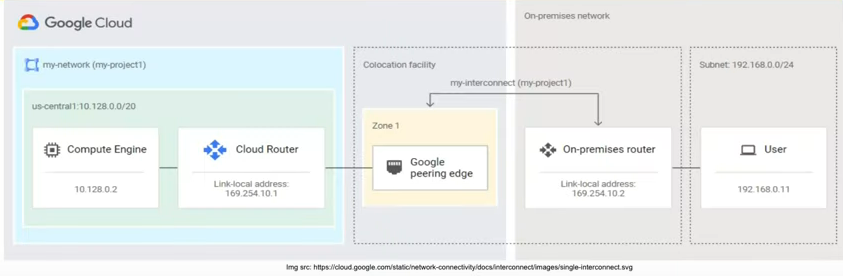 Google Cloud
On-premises network
my-network (my-project1)
Colocation facility
Subnet: 192.168.0.0/24
my-interconnect (my-project1)
us-central1:10.128.0.0/20
Zone 1
Compute Engine
10.128.0.2
Cloud Router
Link-local address:
169.254.10.1
Google
peering edge
On-premises router
Link-local address:
169.254.10.2
User
192.168.0.11
Img src: https://cloud.google.com/static/network-connectivity/docs/interconnect/images/single-interconnect.svg